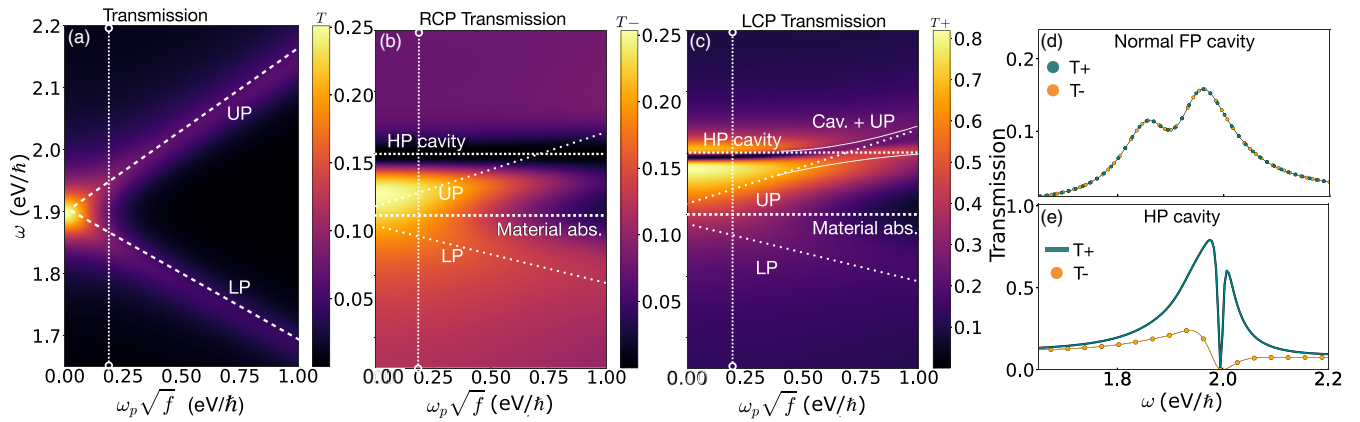 Transmission
(a)
2.2
2.1
2.0
1.9
1.8
1.7
ω (eV/ħ)
UP
LP
0.00 0.25 0.50 0.75 1.00
ω_p√f (eV/ħ)
T
0.25
0.20
0.15
0.10
0.05
RCP Transmission
(b)
HP cavity
UP
Material abs.
LP
0.00 0.25 0.50 0.75 1.00
ω_p√f (eV/ħ)
T−
0.25
0.20
0.15
0.10
0.05
LCP Transmission
(c)
HP cavity
Cav. + UP
UP
Material abs.
LP
0.00 0.25 0.50 0.75 1.00
ω_p√f (eV/ħ)
T+
0.8
0.7
0.6
0.5
0.4
0.3
0.2
0.1
Transmission
(d)
Normal FP cavity
T+
T-
0.2
0.1
(e)
HP cavity
T+
T-
1.0
0.5
0.0
1.8 2.0 2.2
ω (eV/ħ)